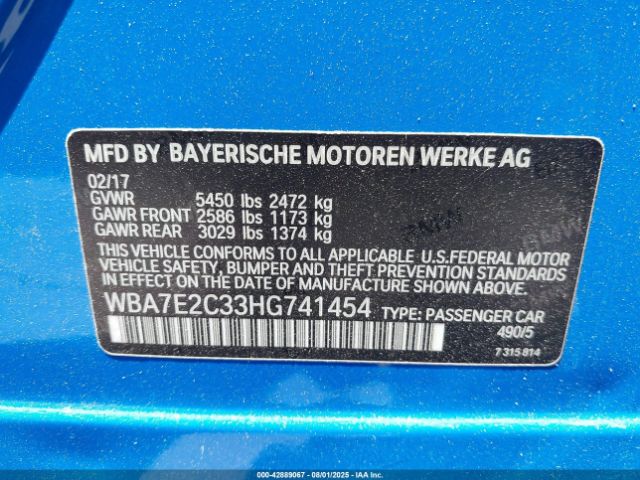 MFD BY BAYERISCHE MOTOREN WERKE AG
02/17
GVWR 5450 lbs 2472 kg
GAWR FRONT 2586 lbs 1173 kg
GAWR REAR 3029 lbs 1374 kg
THIS VEHICLE CONFORMS TO ALL APPLICABLE U.S.FEDERAL MOTOR
VEHICLE SAFETY, BUMPER AND THEFT PREVENTION STANDARDS
IN EFFECT ON THE DATE OF MANUFACTURE SHOWN ABOVE.
WBA7E2C33HG741454 TYPE: PASSENGER CAR
490/5
7 315 814
BMW
000-42889067 - 08/01/2025 - IAAI.COM